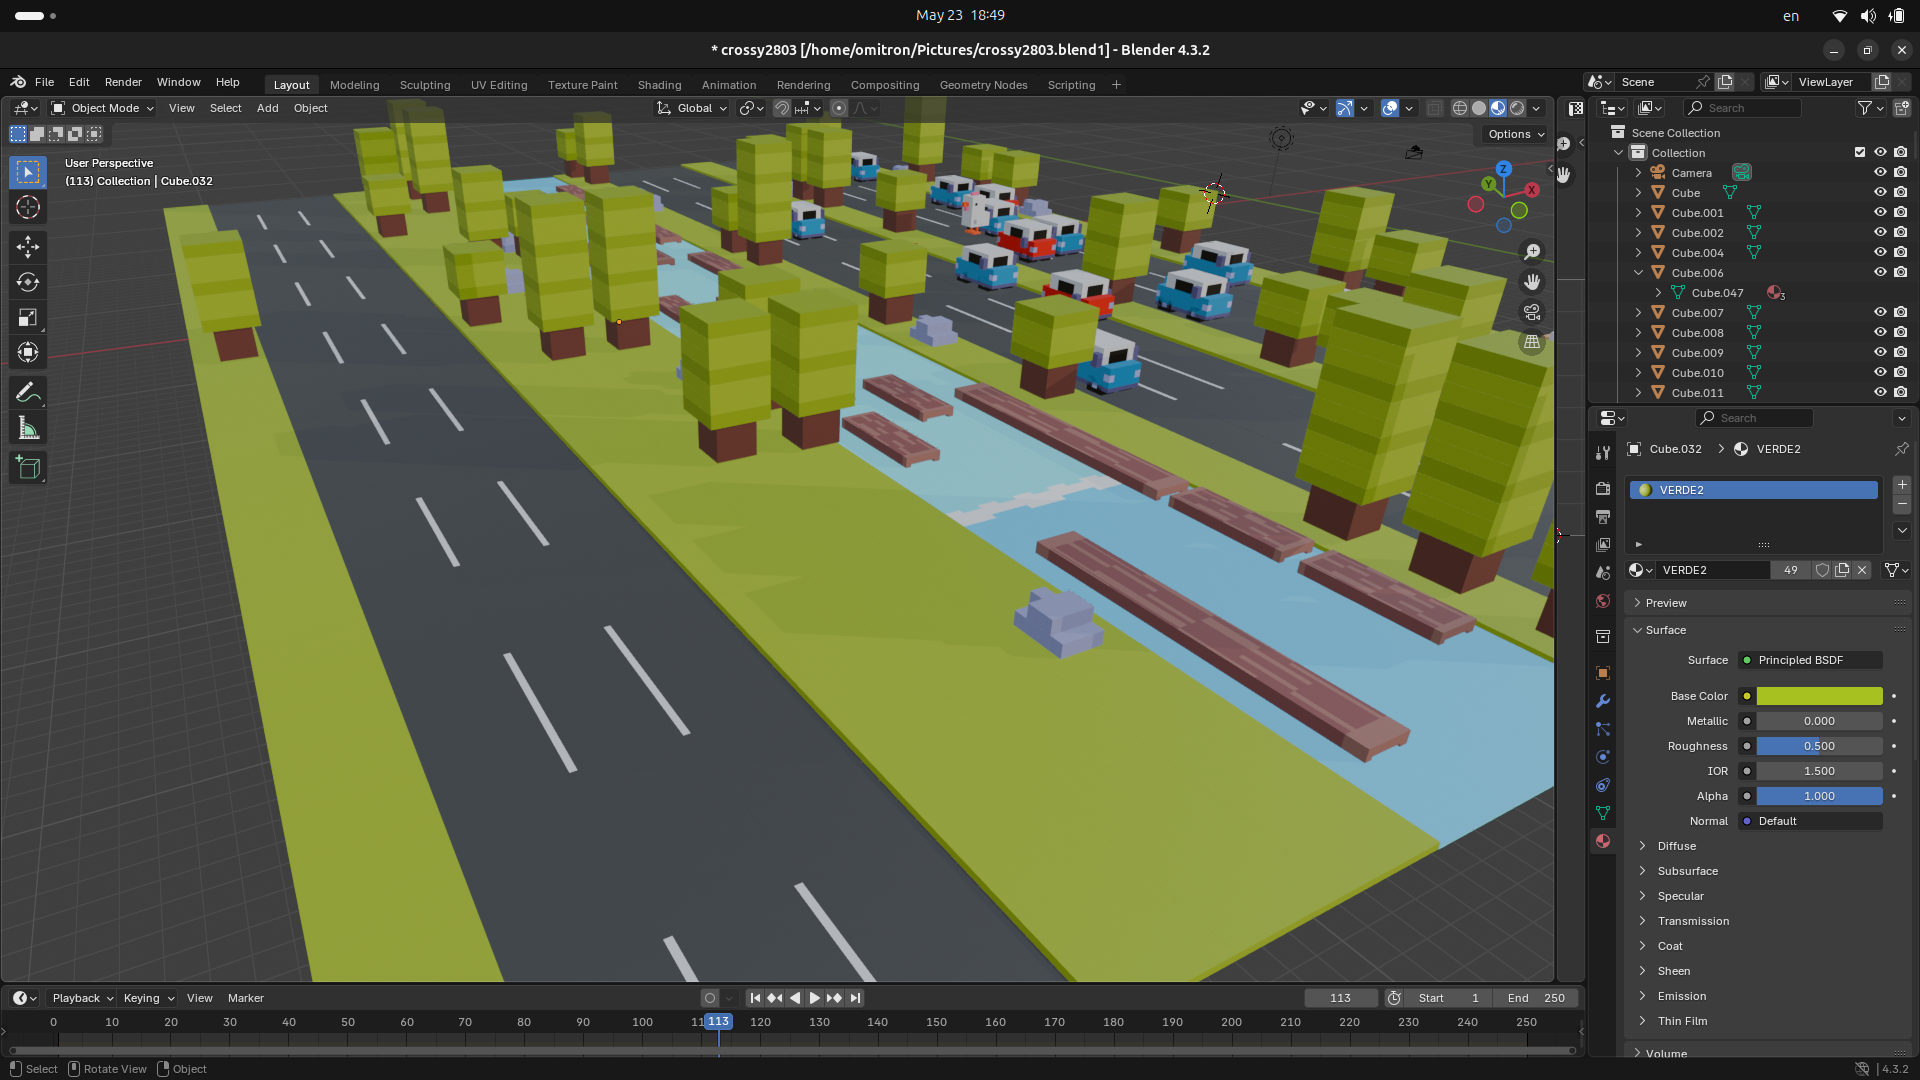 May 23 18:49
en
* crossy2803 [/home/omitron/Pictures/crossy2803.blend1] - Blender 4.3.2
File Edit Render Window Help
Layout Modeling Sculpting UV Editing Texture Paint Shading Animation Rendering Compositing Geometry Nodes Scripting +
Scene
ViewLayer
Object Mode View Select Add Object
Global
Search
Options
User Perspective
(113) Collection | Cube.032
Z
Y
X
Scene Collection
Collection
Camera
Cube
Cube.001
Cube.002
Cube.004
Cube.006
Cube.047 3
Cube.007
Cube.008
Cube.009
Cube.010
Cube.011
Search
Cube.032 > VERDE2
VERDE2
VERDE2 49
Preview
Surface
Surface Principled BSDF
Base Color
Metallic 0.000
Roughness 0.500
IOR 1.500
Alpha 1.000
Normal Default
Diffuse
Subsurface
Specular
Transmission
Coat
Sheen
Emission
Thin Film
Volume
Playback Keying View Marker
113
Start 1
End 250
0 10 20 30 40 50 60 70 80 90 100 11 113 120 130 140 150 160 170 180 190 200 210 220 230 240 250
Select
Rotate View
Object
4.3.2